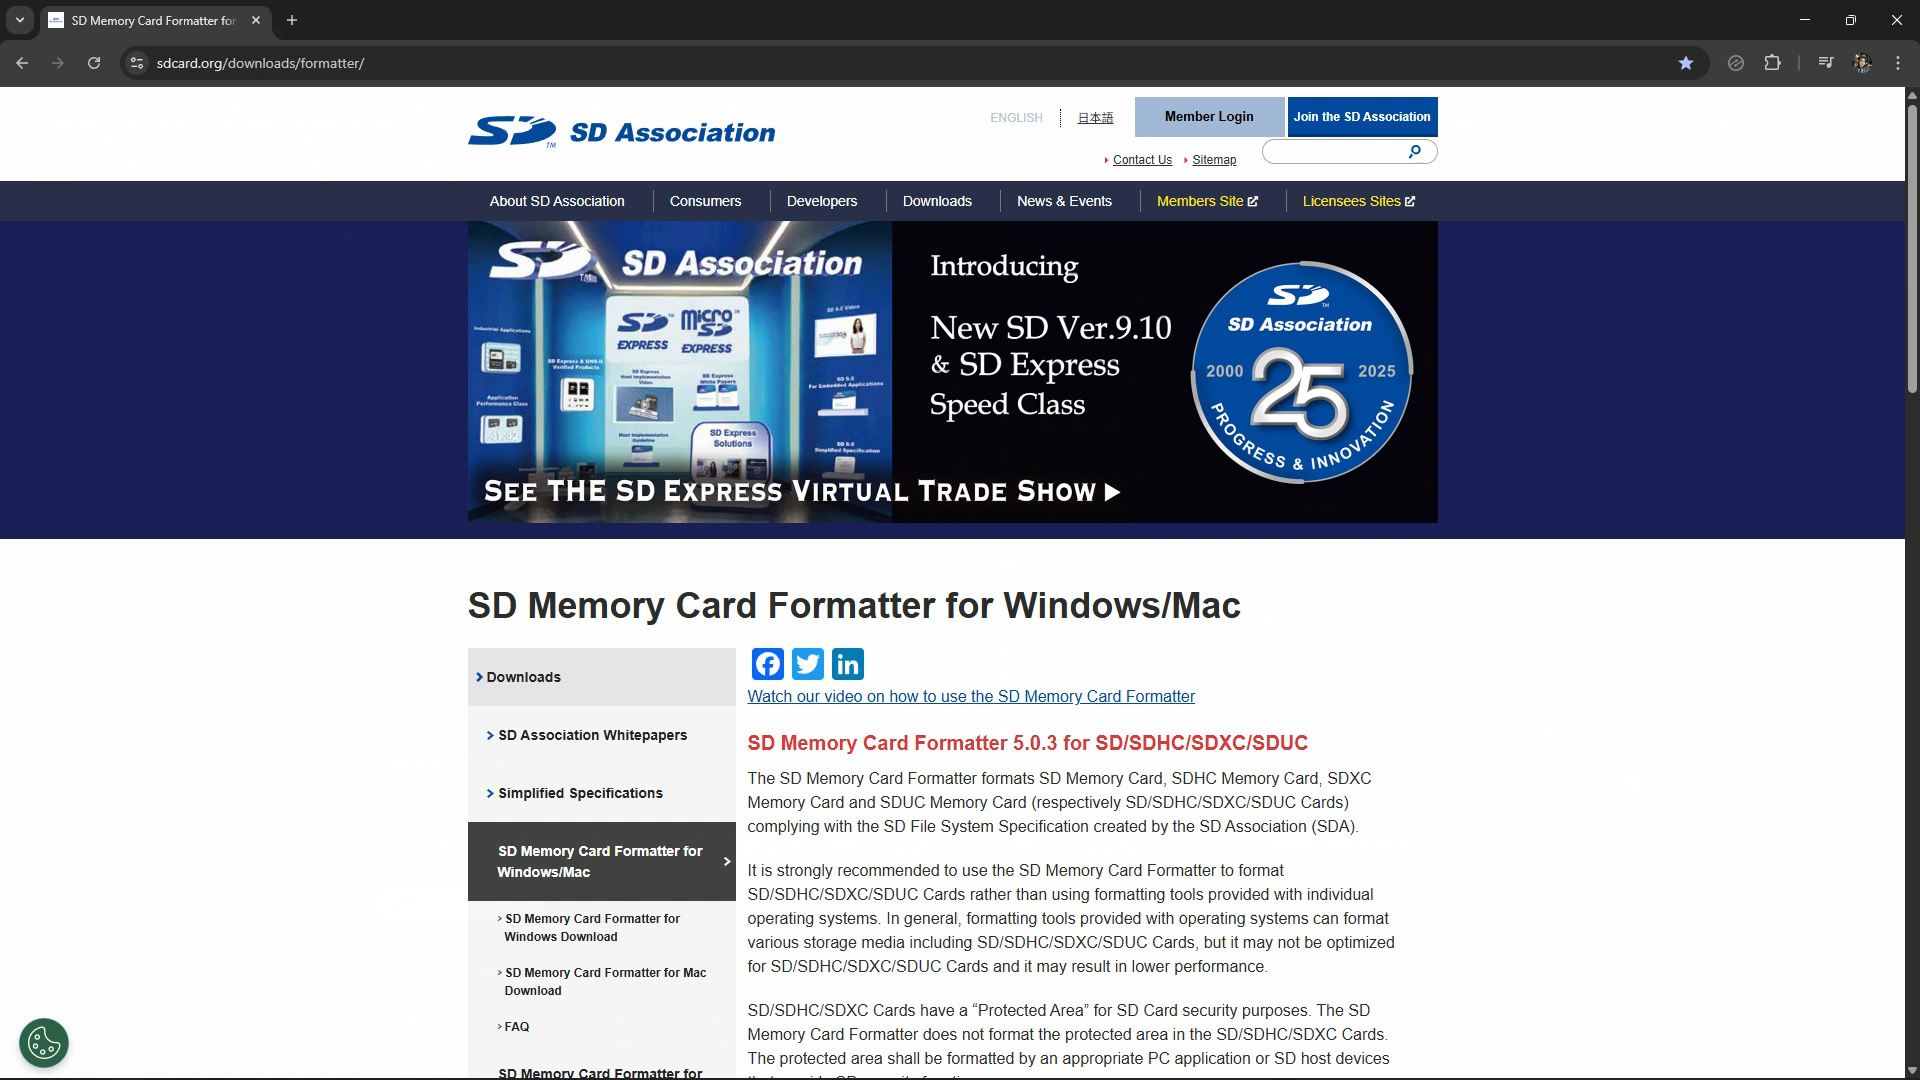 SD Memory Card Formatter for
sdcard.org/downloads/formatter/
SD
TM
SD Association
ENGLISH
日本語
Member Login
Join the SD Association
Contact Us
Sitemap
About SD Association
Consumers
Developers
Downloads
News & Events
Members Site
Licensees Sites
SD
TM
SD Association
Industrial Applications
SD Express & UHS-II
Verified Products
Application
Performance Class
SD EXPRESS
microSD EXPRESS
SD Express
Host Implementation
Video
SD Express
White Papers
Host Implementation
Guideline
SD Express
Solutions
SD 9.0 Video
SD 9.0
For Embedded Applications
SD 9.0
Simplified Specification
Introducing
New SD Ver.9.10
& SD Express
Speed Class
SD
TM
SD Association
2000 25 2025
PROGRESS & INNOVATION
SEE THE SD EXPRESS VIRTUAL TRADE SHOW
SD Memory Card Formatter for Windows/Mac
Downloads
SD Association Whitepapers
Simplified Specifications
SD Memory Card Formatter for
Windows/Mac
SD Memory Card Formatter for
Windows Download
SD Memory Card Formatter for Mac
Download
FAQ
SD Memory Card Formatter for
Watch our video on how to use the SD Memory Card Formatter
SD Memory Card Formatter 5.0.3 for SD/SDHC/SDXC/SDUC
The SD Memory Card Formatter formats SD Memory Card, SDHC Memory Card, SDXC
Memory Card and SDUC Memory Card (respectively SD/SDHC/SDXC/SDUC Cards)
complying with the SD File System Specification created by the SD Association (SDA).
It is strongly recommended to use the SD Memory Card Formatter to format
SD/SDHC/SDXC/SDUC Cards rather than using formatting tools provided with individual
operating systems. In general, formatting tools provided with operating systems can format
various storage media including SD/SDHC/SDXC/SDUC Cards, but it may not be optimized
for SD/SDHC/SDXC/SDUC Cards and it may result in lower performance.
SD/SDHC/SDXC Cards have a “Protected Area” for SD Card security purposes. The SD
Memory Card Formatter does not format the protected area in the SD/SDHC/SDXC Cards.
The protected area shall be formatted by an appropriate PC application or SD host devices